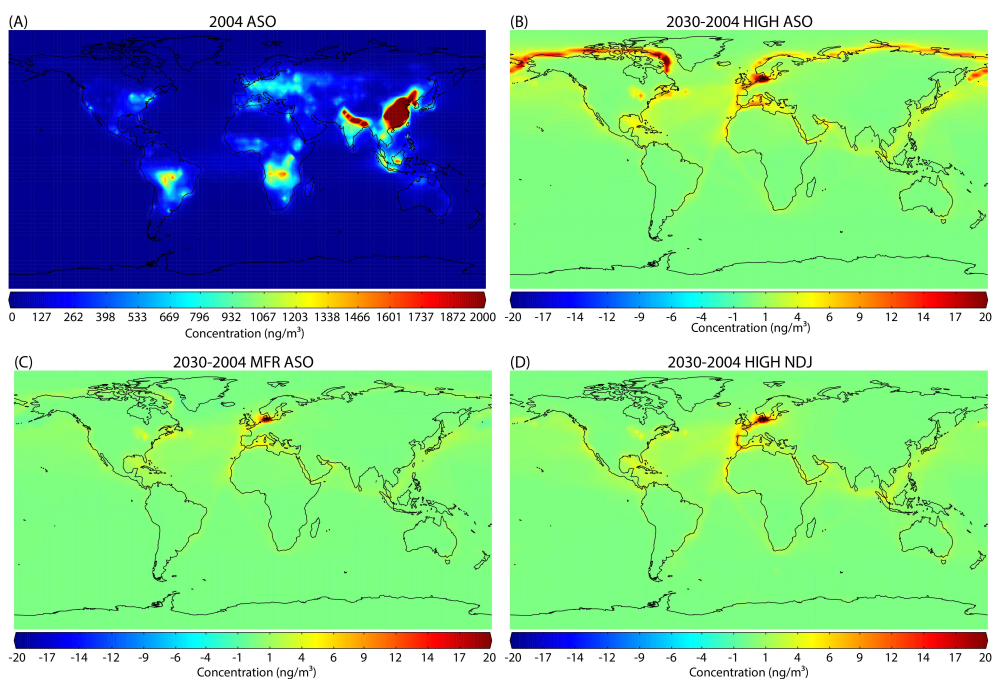 (A) 2004 ASO
(B) 2030-2004 HIGH ASO
0 127 262 398 533 669 796 932 1067 1203 1338 1466 1601 1737 1872 2000
Concentration (ng/m³)
-20 -17 -14 -12 -9 -6 -4 -1 1 4 6 9 12 14 17 20
Concentration (ng/m³)
(C) 2030-2004 MFR ASO
(D) 2030-2004 HIGH NDJ
-20 -17 -14 -12 -9 -6 -4 -1 1 4 6 9 12 14 17 20
Concentration (ng/m³)
-20 -17 -14 -12 -9 -6 -4 -1 1 4 6 9 12 14 17 20
Concentration (ng/m³)